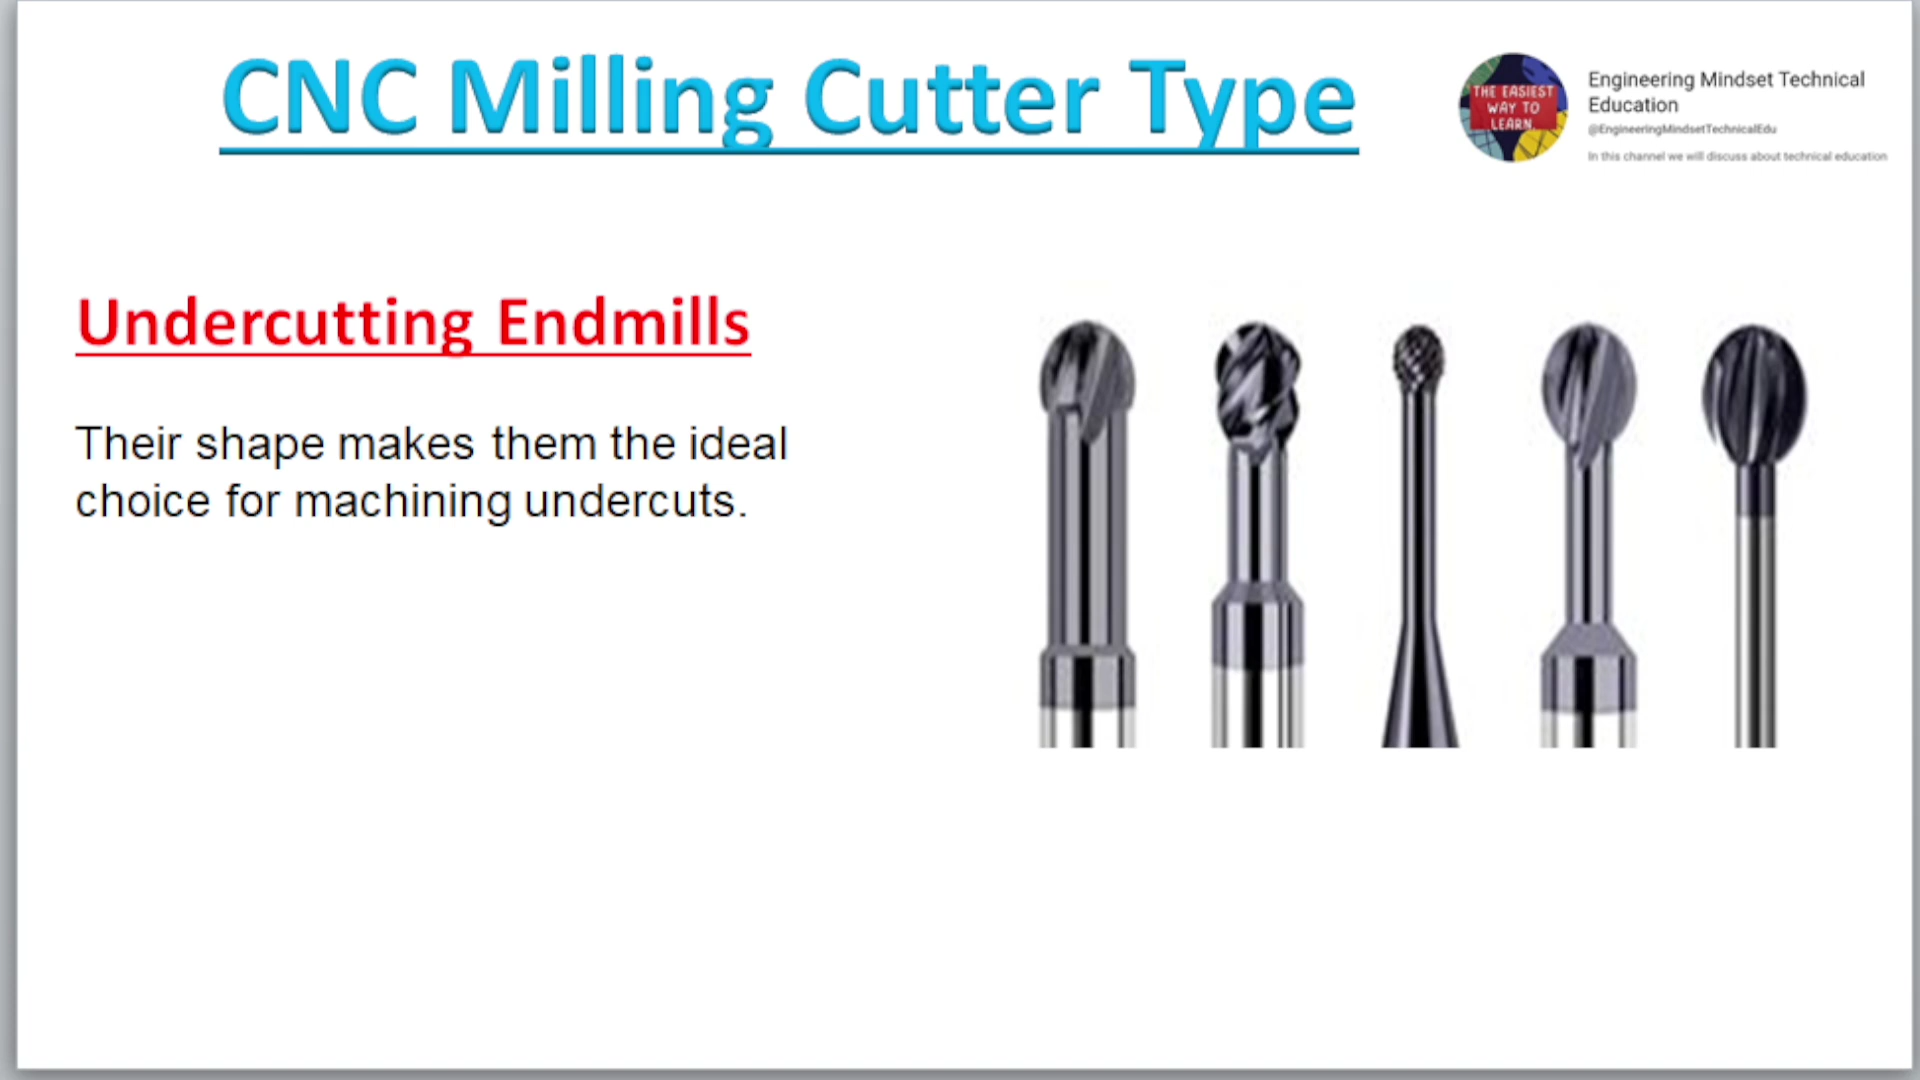 CNC Milling Cutter Type
THE EASIEST
WAY TO
LEARN.
Engineering Mindset Technical
Education
@EngineeringMindsetTechnicalEdu
In this channel we will discuss about technical education
Undercutting Endmills
Their shape makes them the ideal
choice for machining undercuts.